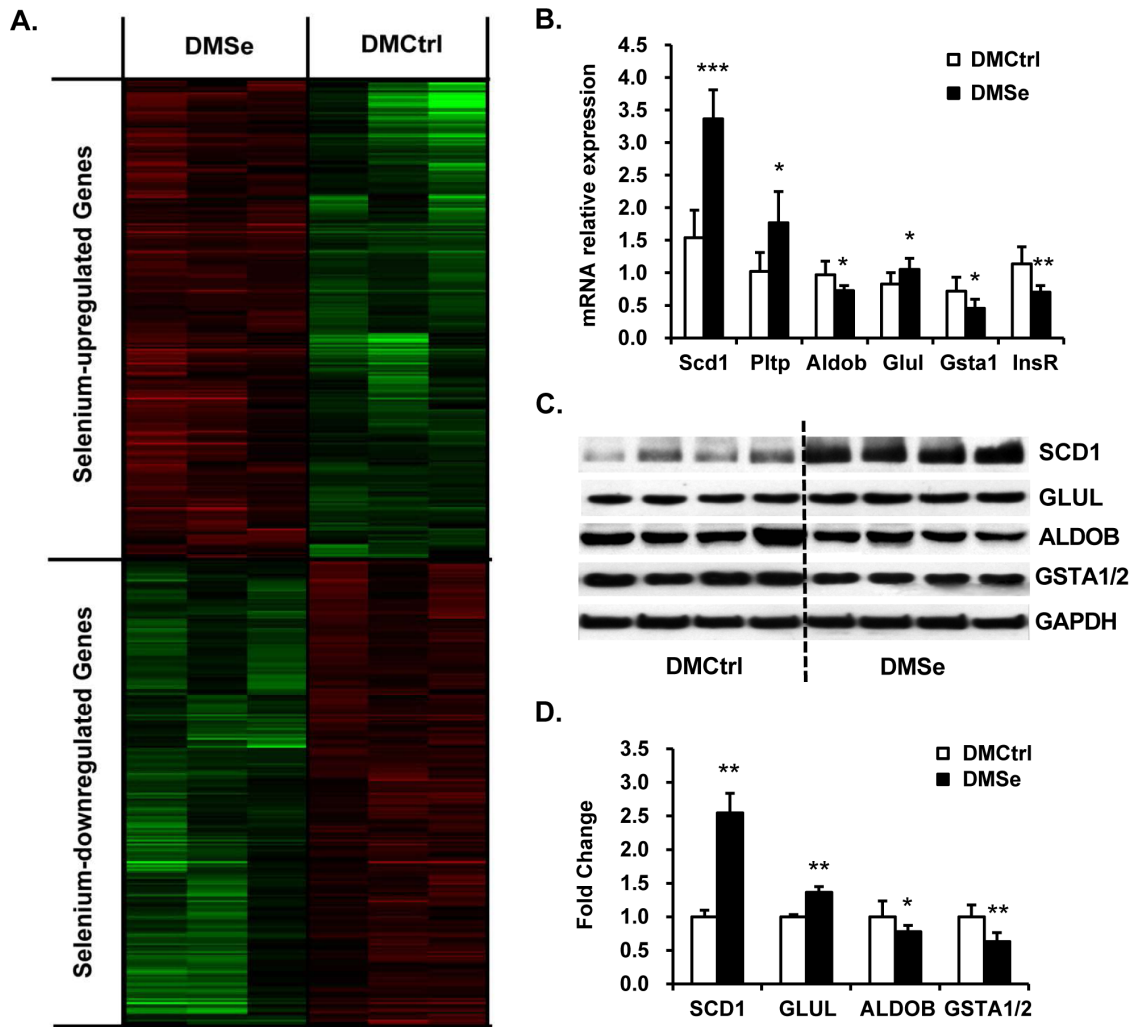 A.
DMSe
DMCtrl
Selenium-upregulated Genes
Selenium-downregulated Genes
B.
mRNA relative expression
4.5
4.0
3.5
3.0
2.5
2.0
1.5
1.0
0.5
0.0
DMCtrl
DMSe
***
*
*
*
*
**
Scd1 Pltp Aldob Glul Gsta1 InsR
C.
SCD1
GLUL
ALDOB
GSTA1/2
GAPDH
DMCtrl DMSe
D.
Fold Change
3.5
3.0
2.5
2.0
1.5
1.0
0.5
0.0
DMCtrl
DMSe
**
**
*
**
SCD1 GLUL ALDOB GSTA1/2